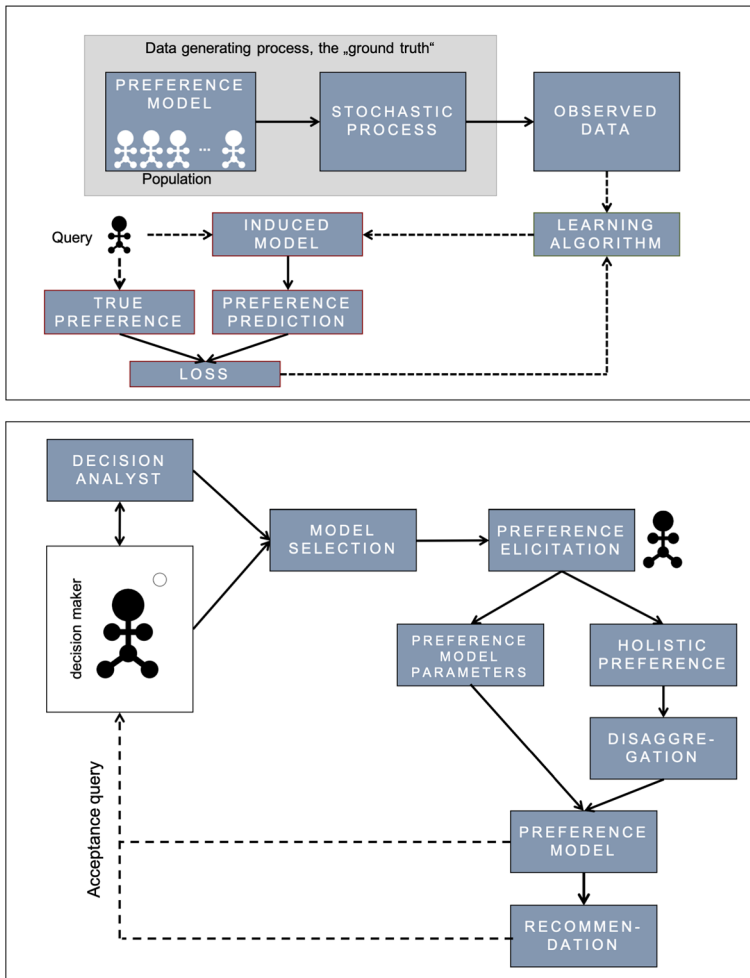 Data generating process, the „ground truth“
PREFERENCE
MODEL
...
Population
STOCHASTIC
PROCESS
OBSERVED
DATA
Query
INDUCED
MODEL
LEARNING
ALGORITHM
TRUE
PREFERENCE
PREFERENCE
PREDICTION
LOSS
DECISION
ANALYST
decision maker
MODEL
SELECTION
PREFERENCE
ELICITATION
PREFERENCE
MODEL
PARAMETERS
HOLISTIC
PREFERENCE
DISAGGRE-
GATION
Acceptance query
PREFERENCE
MODEL
RECOMMEN-
DATION